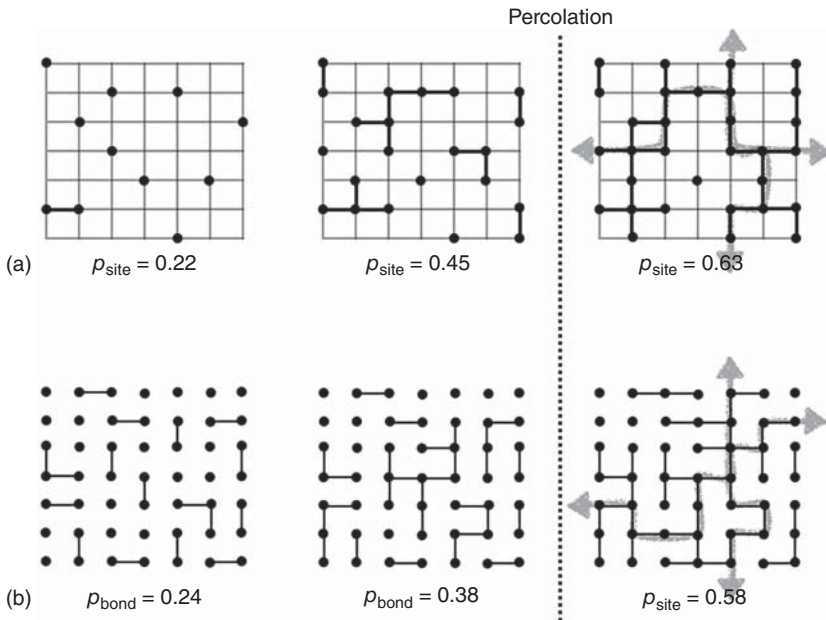 Percolation
(a) p_site = 0.22 p_site = 0.45 p_site = 0.63
(b) p_bond = 0.24 p_bond = 0.38 p_site = 0.58